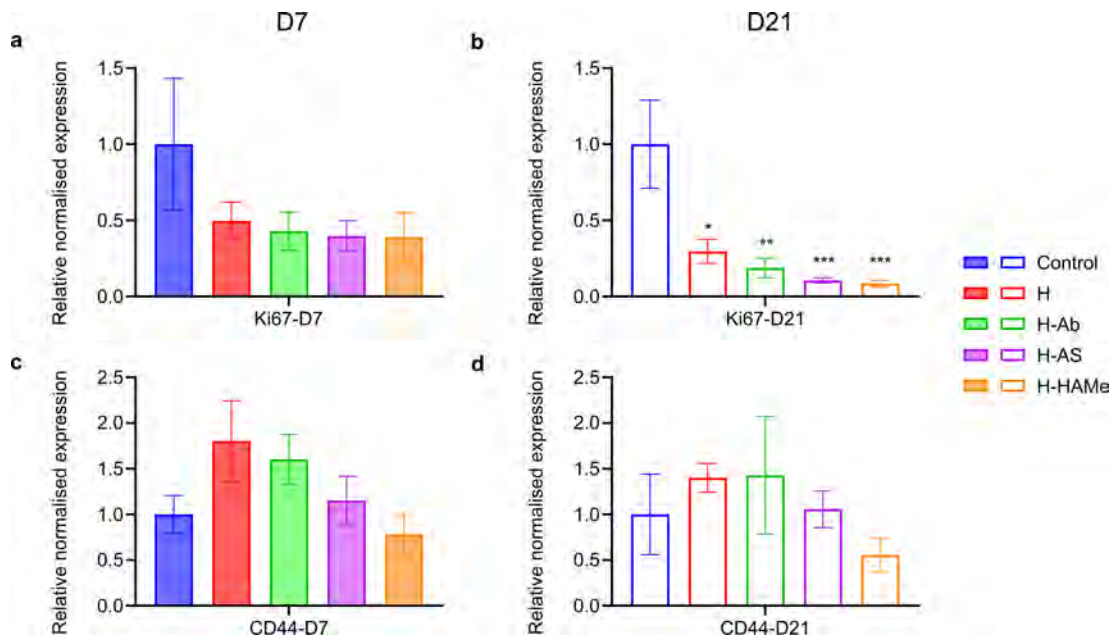 D7
D21
a
Relative normalised expression
1.5
1.0
0.5
0.0
Ki67-D7
b
Relative normalised expression
1.5
1.0
0.5
0.0
*
**
***
***
Ki67-D21
Control
H
H-Ab
H-AS
H-HAMe
c
Relative normalised expression
2.5
2.0
1.5
1.0
0.5
0.0
CD44-D7
d
Relative normalised expression
2.5
2.0
1.5
1.0
0.5
0.0
CD44-D21